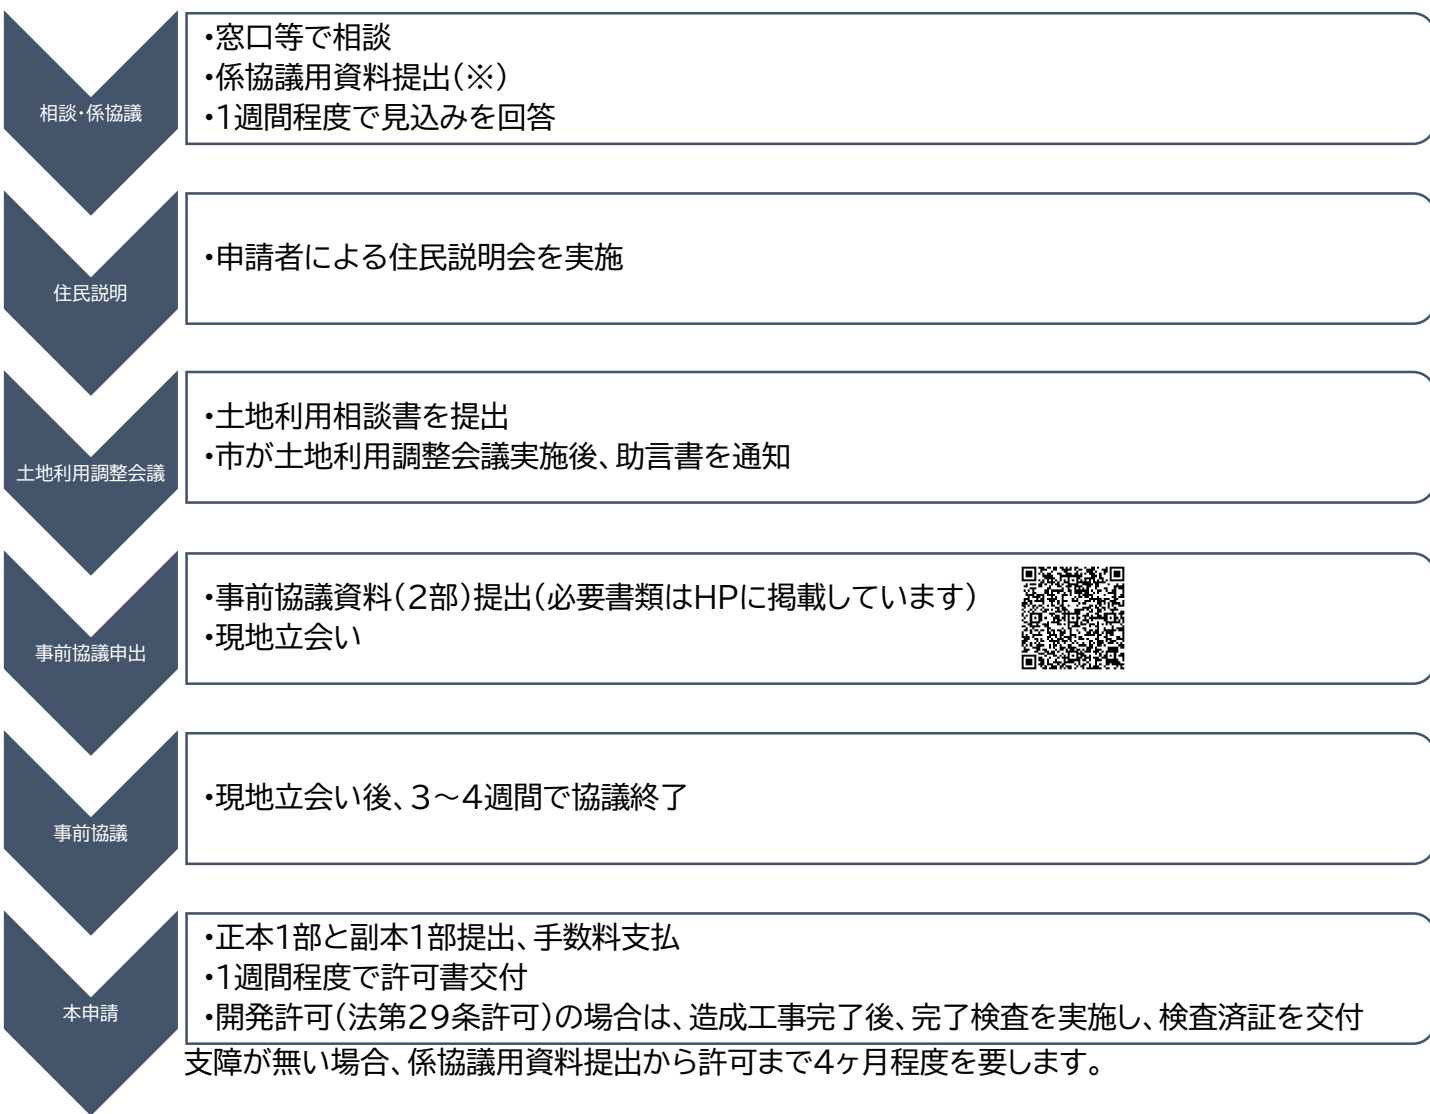 相談・係協議
・窓口等で相談
・係協議用資料提出(※)
・1週間程度で見込みを回答
住民説明
・申請者による住民説明会を実施
土地利用調整会議
・土地利用相談書を提出
・市が土地利用調整会議実施後、助言書を通知
事前協議申出
・事前協議資料(2部)提出(必要書類はHPに掲載しています)
・現地立会い
事前協議
・現地立会い後、3～4週間で協議終了
本申請
・正本1部と副本1部提出、手数料支払
・1週間程度で許可書交付
・開発許可(法第29条許可)の場合は、造成工事完了後、完了検査を実施し、検査済証を交付
支障が無い場合、係協議用資料提出から許可まで4ヶ月程度を要します。